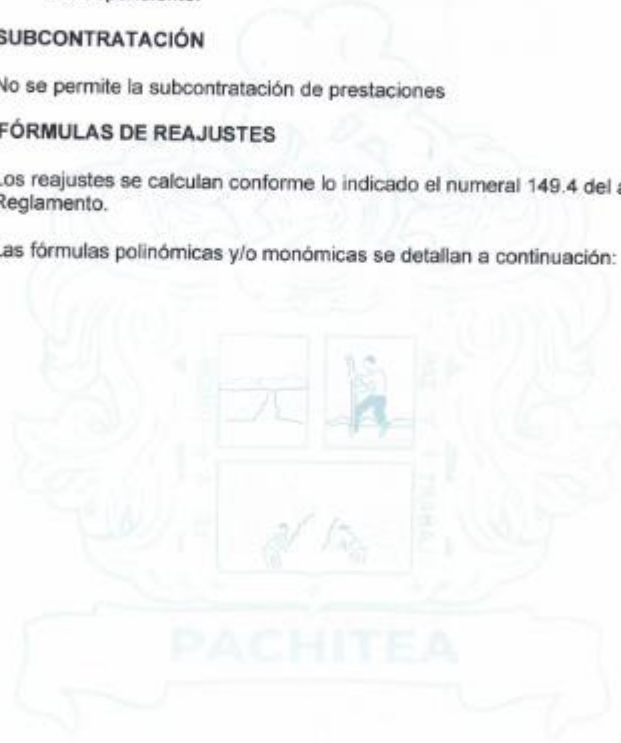 SUBCONTRATACIÓN
No se permite la subcontratación de prestaciones
FÓRMULAS DE REAJUSTES
Los reajustes se calculan conforme lo indicado el numeral 149.4 del
Reglamento.
Las fórmulas polinómicas y/o monómicas se detallan a continuación:
PACHITEA